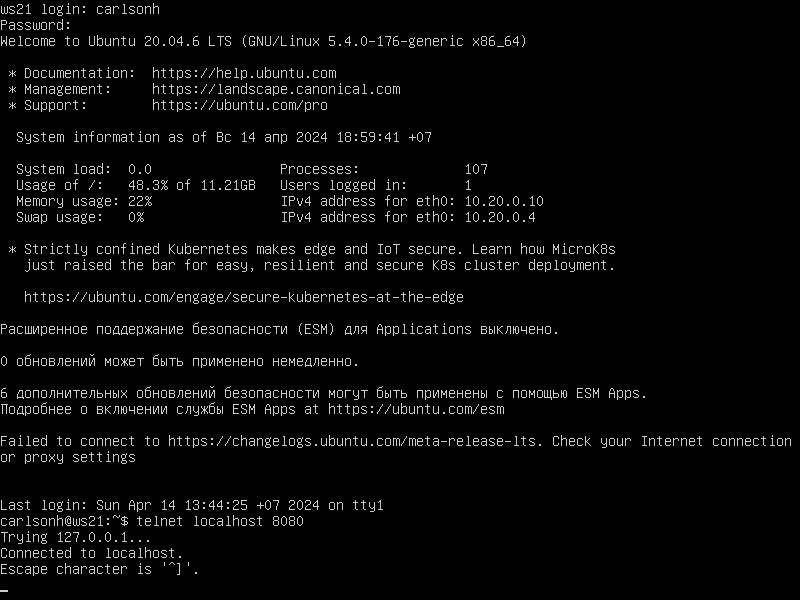 ws21 login: carlsonh
Password:
Welcome to Ubuntu 20.04.6 LTS (GNU/Linux 5.4.0-176-generic x86_64)
* Documentation: https://help.ubuntu.com
* Management: https://landscape.canonical.com
* Support: https://ubuntu.com/pro
System information as of Вс 14 апр 2024 18:59:41 +07
System load: 0.0 Processes: 107
Usage of /: 48.3% of 11.21GB Users logged in: 1
Memory usage: 22% IPv4 address for eth0: 10.20.0.10
Swap usage: 0% IPv4 address for eth0: 10.20.0.4
* Strictly confined Kubernetes makes edge and IoT secure. Learn how MicroK8s
just raised the bar for easy, resilient and secure K8s cluster deployment.
https://ubuntu.com/engage/secure-kubernetes-at-the-edge
Расширенное поддержание безопасности (ESM) для Applications выключено.
0 обновлений может быть применено немедленно.
6 дополнительных обновлений безопасности могут быть применены с помощью ESM Apps.
Подробнее о включении службы ESM Apps at https://ubuntu.com/esm
Failed to connect to https://changelogs.ubuntu.com/meta-release-lts. Check your Internet connection
or proxy settings
Last login: Sun Apr 14 13:44:25 +07 2024 on tty1
carlsonh@ws21:~$ telnet localhost 8080
Trying 127.0.0.1...
Connected to localhost.
Escape character is '^]'.